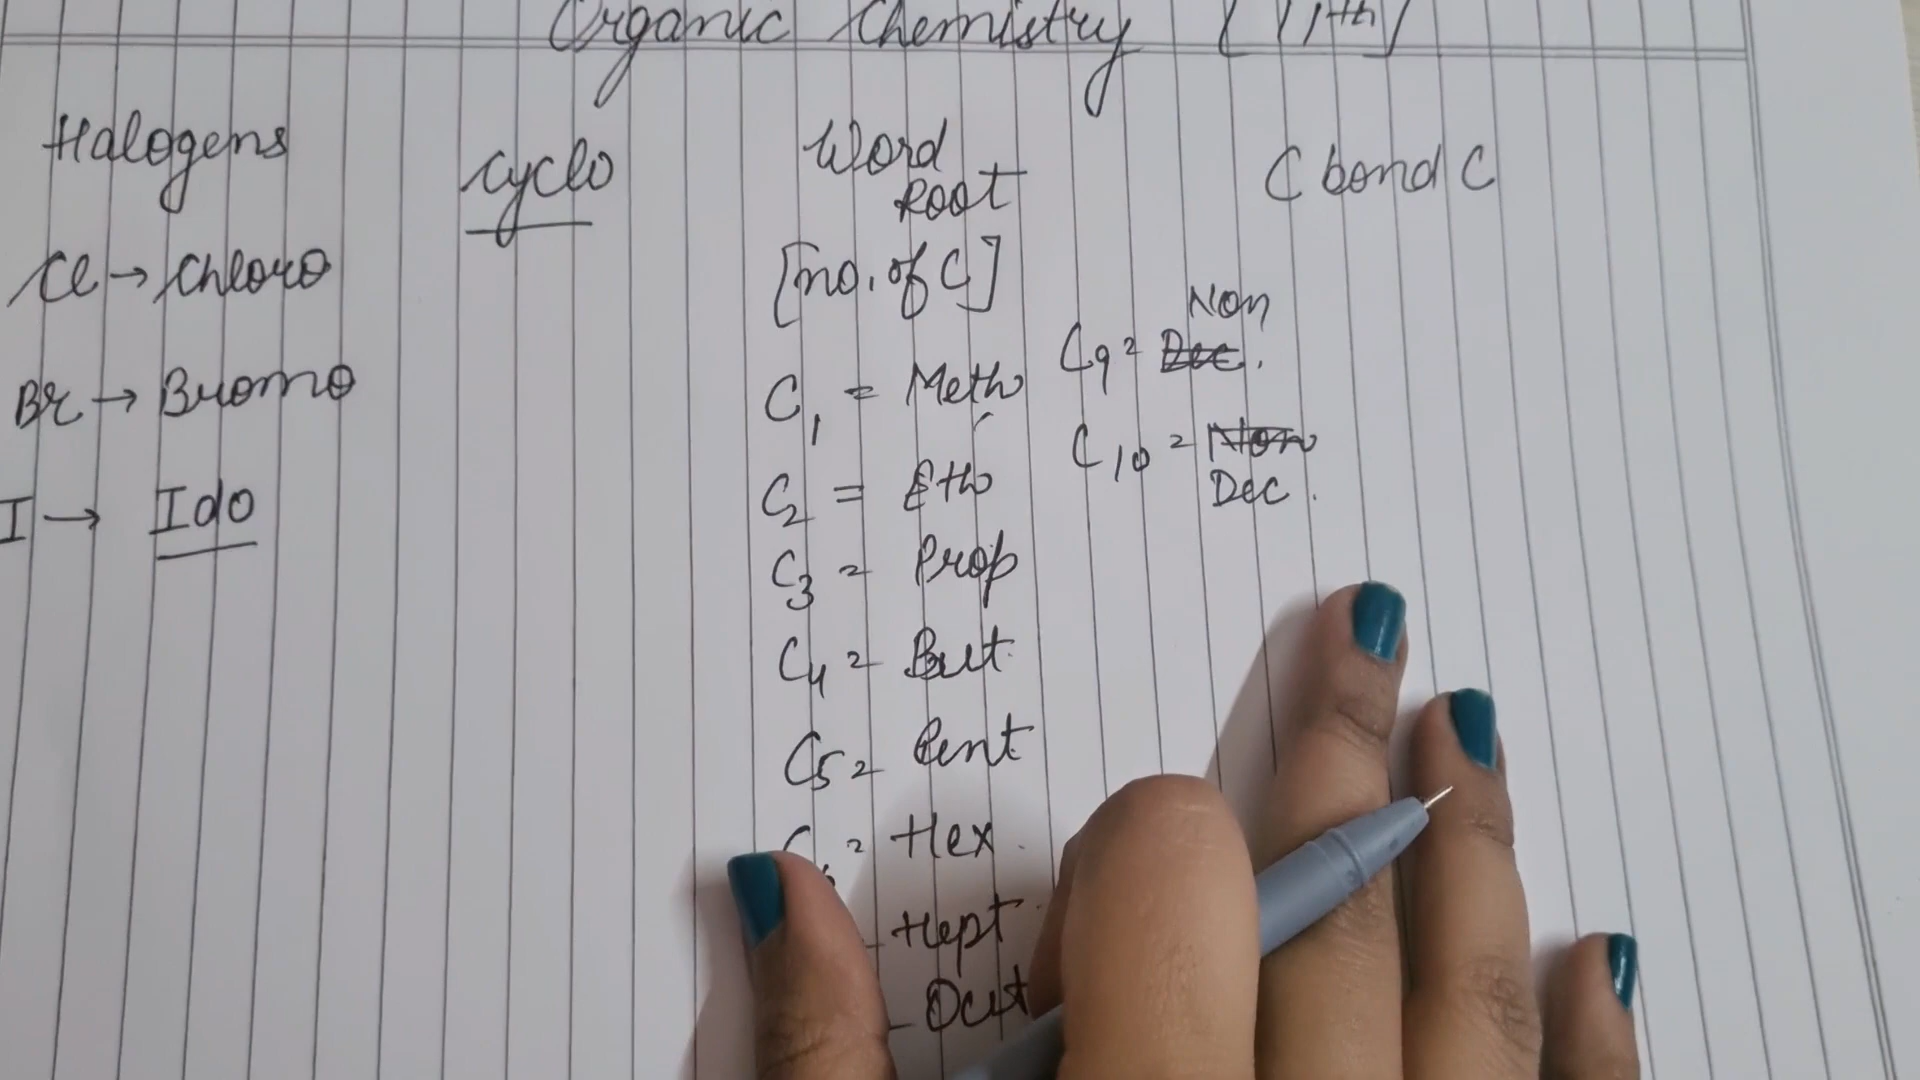 Organic Chemistry [11th]
Halogens
Cl → Chloro
Br → Bromo
I → Ido
Cyclo
Word
Root
[no. of C]
C1 = Meth
C2 = Eth
C3 = Prop
C4 = But
C5 = Pent
C6 = Hex
Hept
Oct
C bond C
Non
C9 = Dec.
C10 = Non
Dec.